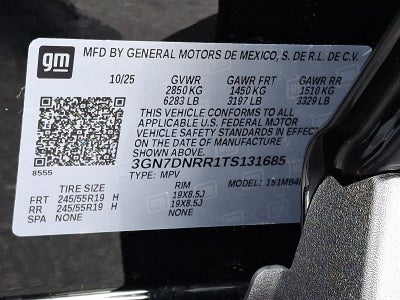 gm
MFD BY GENERAL MOTORS DE MEXICO, S. DE R.L. DE C.V.
10/25 GVWR GAWR FRT GAWR RR
2850 KG 1450 KG 1510 KG
6283 LB 3197 LB 3329 LB
THIS VEHICLE CONFORMS TO ALL
APPLICABLE U.S. FEDERAL MOTOR
VEHICLE SAFETY STANDARDS IN EFFECT
ON THE DATE OF MANUFACTURE
SHOWN ABOVE.
3GN7DNRR1TS131685
8555
TYPE: MPV
TIRE SIZE RIM MODEL:
FRT 245/55R19 H 19X8.5J
RR 245/55R19 H 19X8.5J
SPA NONE NONE